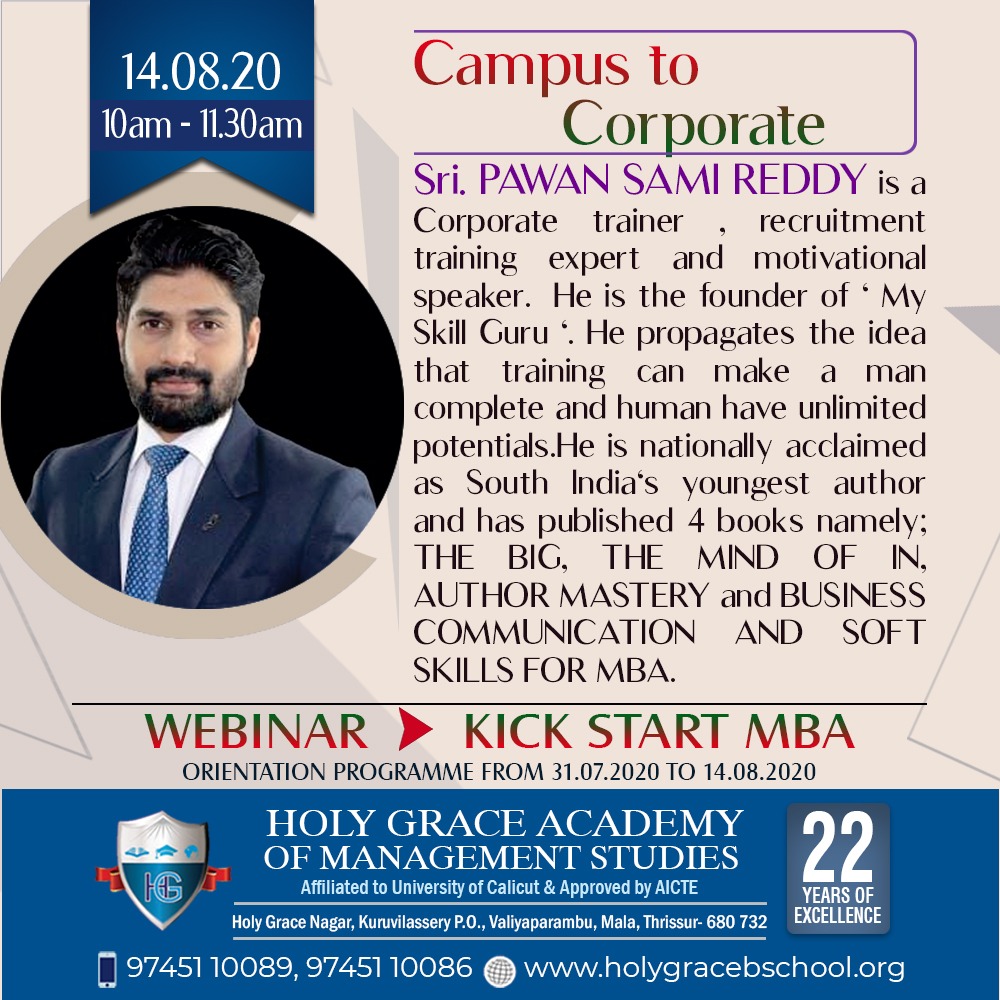 14.08.20
10am - 11.30am
Campus to
Corporate
Sri. PAWAN SAMI REDDY is a
Corporate trainer , recruitment
training expert and motivational
speaker. He is the founder of ‘ My
Skill Guru ‘. He propagates the idea
that training can make a man
complete and human have unlimited
potentials.He is nationally acclaimed
as South India‘s youngest author
and has published 4 books namely;
THE BIG, THE MIND OF IN,
AUTHOR MASTERY and BUSINESS
COMMUNICATION AND SOFT
SKILLS FOR MBA.
WEBINAR KICK START MBA
ORIENTATION PROGRAMME FROM 31.07.2020 TO 14.08.2020
HG
HOLY GRACE ACADEMY
OF MANAGEMENT STUDIES
Affiliated to University of Calicut & Approved by AICTE
Holy Grace Nagar, Kuruvilassery P.O., Valiyaparambu, Mala, Thrissur- 680 732
22
YEARS OF
EXCELLENCE
97451 10089, 97451 10086 www.holygracebschool.org